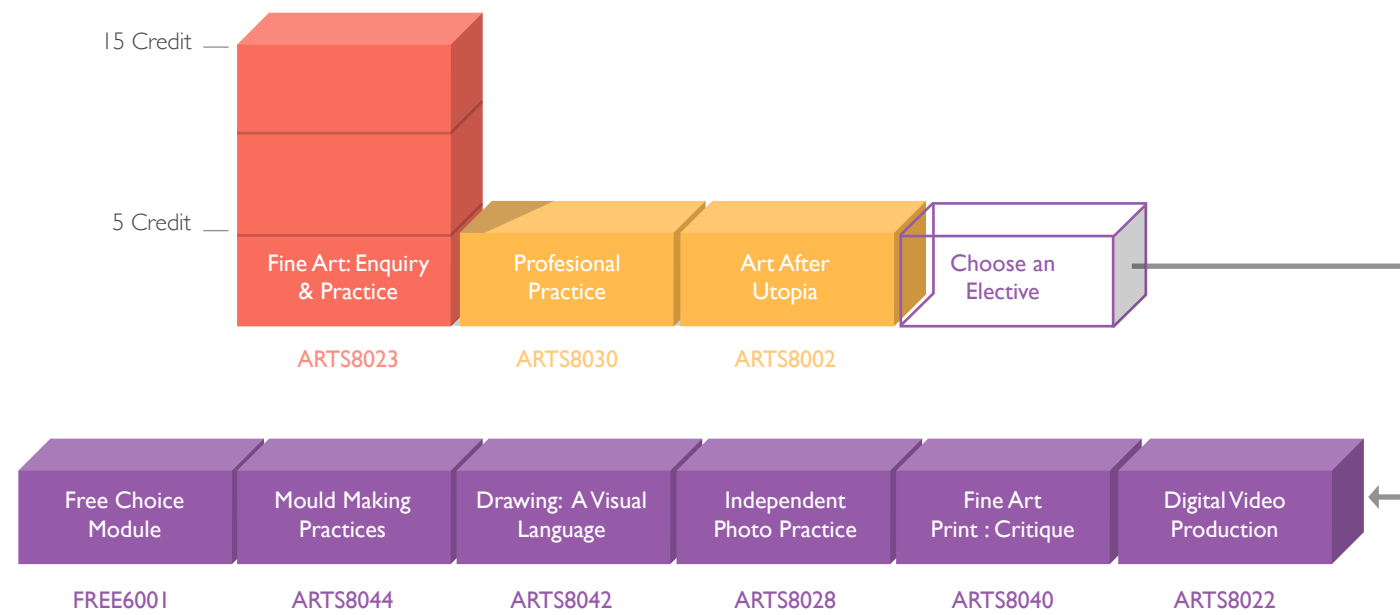 15 Credit
5 Credit
Fine Art: Enquiry
& Practice
Profesional
Practice
Art After
Utopia
Choose an
Elective
ARTS8023
ARTS8030
ARTS8002
Free Choice
Module
Mould Making
Practices
Drawing: A Visual
Language
Independent
Photo Practice
Fine Art
Print : Critique
Digital Video
Production
FREE6001
ARTS8044
ARTS8042
ARTS8028
ARTS8040
ARTS8022